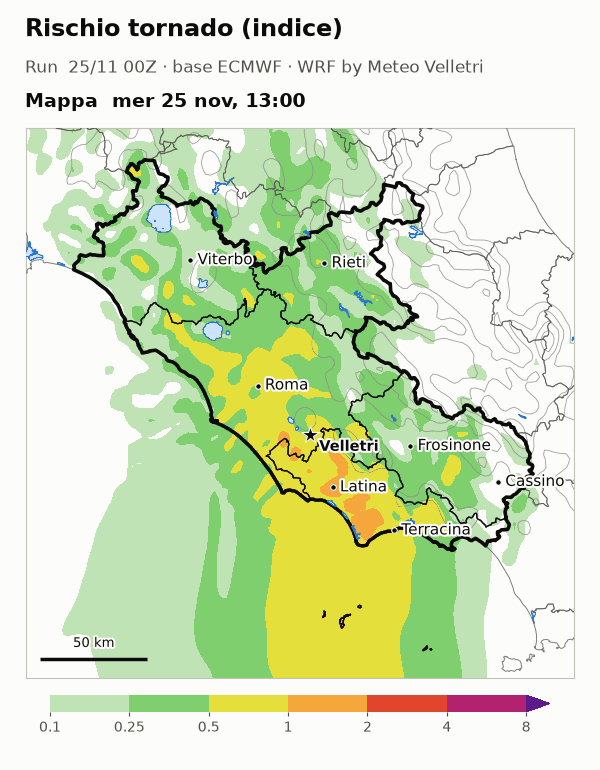 Rischio tornado (indice)
Run 25/11 00Z · base ECMWF · WRF by Meteo Velletri
Mappa mer 25 nov, 13:00
Viterbo
Rieti
Roma
Velletri
Frosinone
Cassino
Latina
Terracina
50 km
0.1 0.25 0.5 1 2 4 8